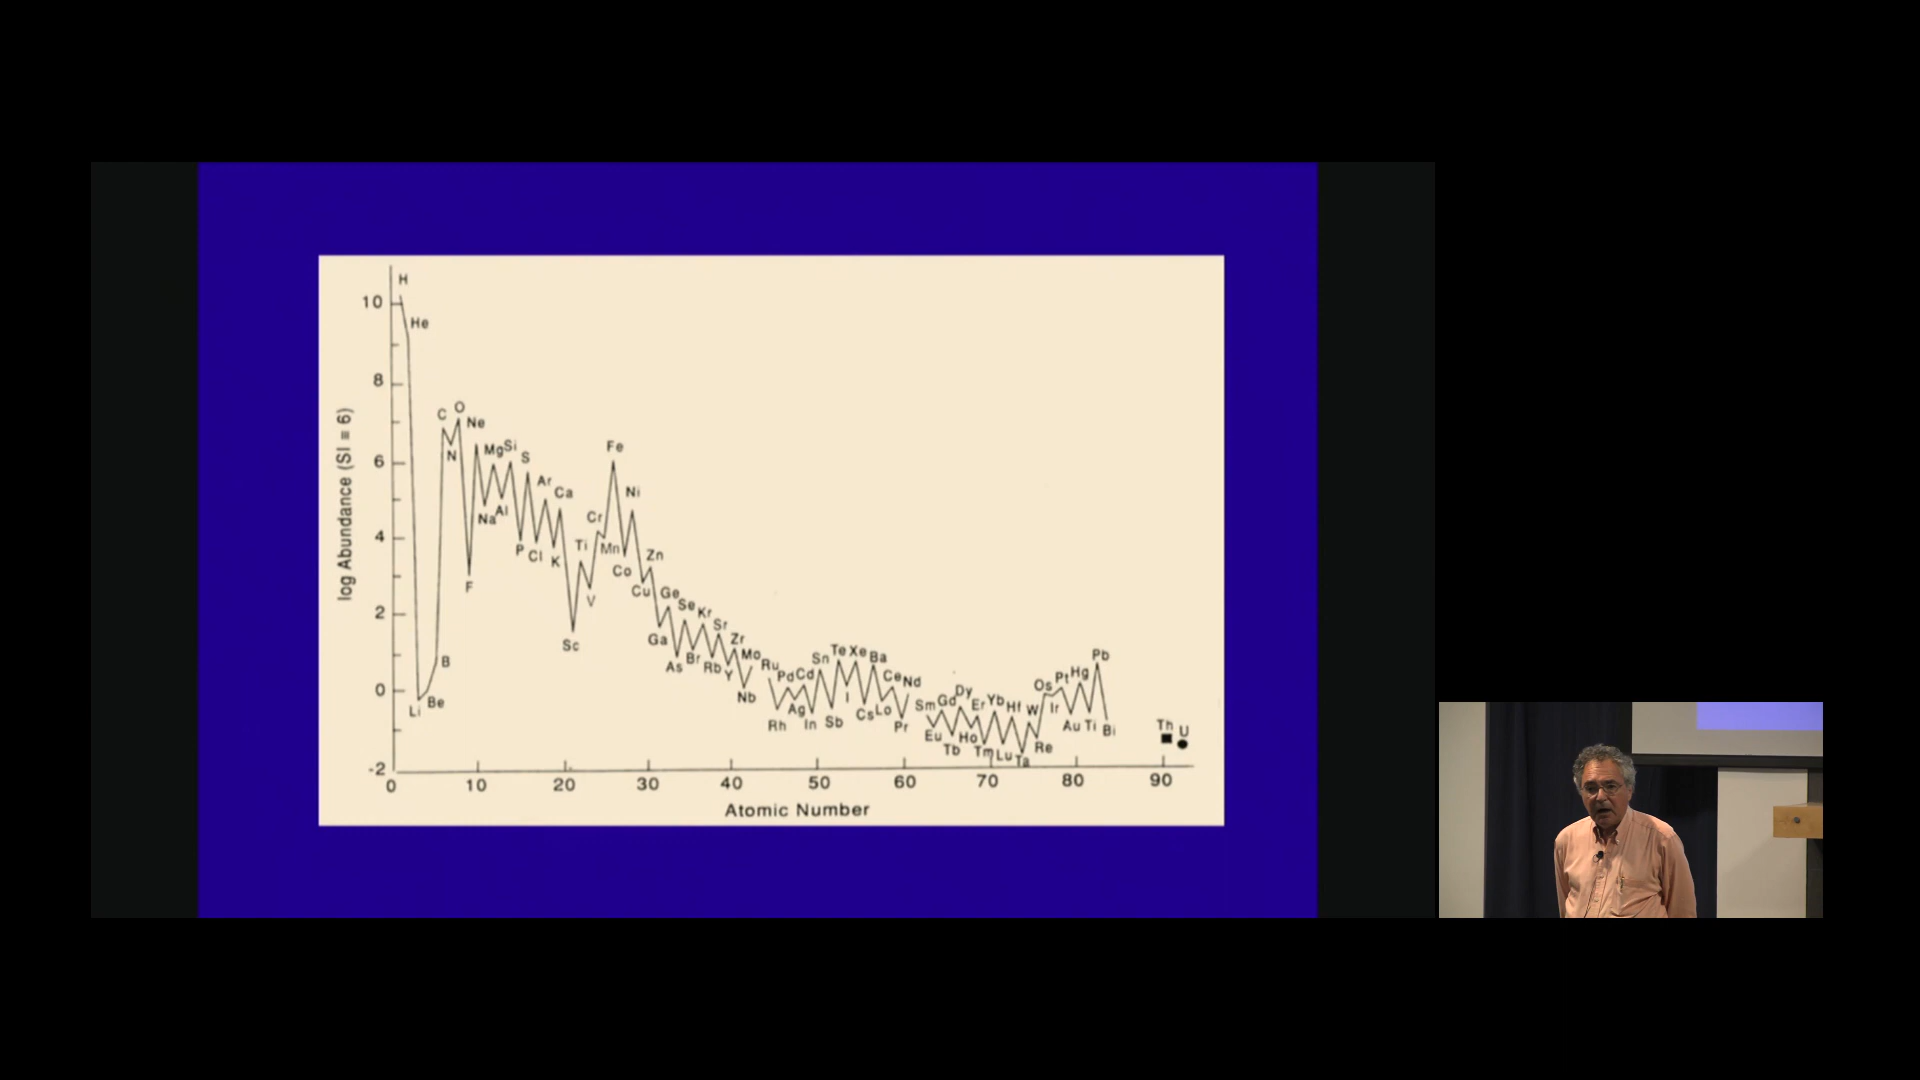 H
10
He
8
C
O
Ne
log Abundance (SI ≡ 6)
6
N
Mg
Si
S
Fe
Ar
Ca
Ni
Na
Al
Cr
4
P
Cl
K
Ti
Mn
Zn
F
Co
V
Cu
Ge
2
Se
Kr
Sc
Ga
Sr
As
Br
Rb
Zr
Y
B
Mo
Ru
Nb
0
Li
Be
Pd
Cd
Sn
Te
Xe
Ba
Rh
Ag
In
Sb
I
Cs
Lo
Ce
Nd
Pr
Sm
Gd
Dy
Er
Yb
Hf
W
Os
Pt
Hg
Pb
Eu
Tb
Ho
Tm
Lu
Ta
Re
Ir
Au
Ti
Bi
Th
U
-2
0 10 20 30 40 50 60 70 80 90
Atomic Number